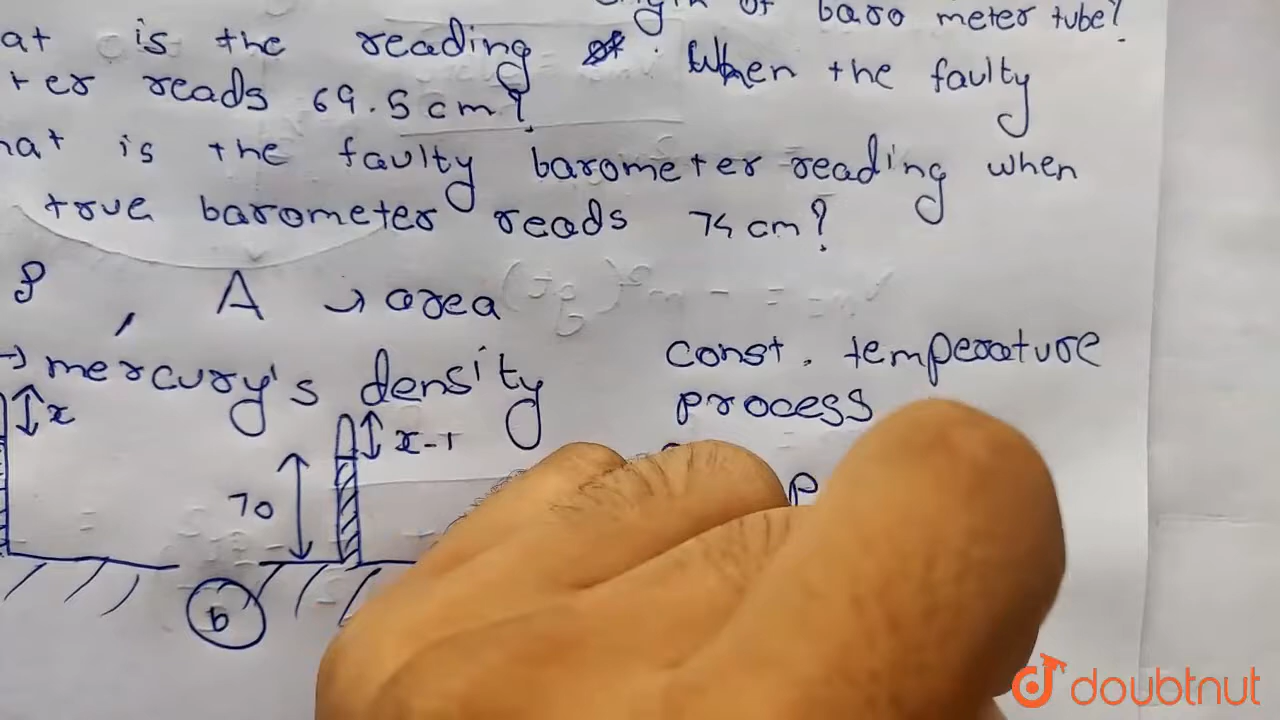 of baro meter tube?
at is the reading of. When the faulty
ter reads 69.5 cm?
hat is the faulty barometer reading when
true barometer reads 74 cm?
ρ, A → area
→ mercury's density
const. temperature
process
x
x-1
70
P
b
doubtnut